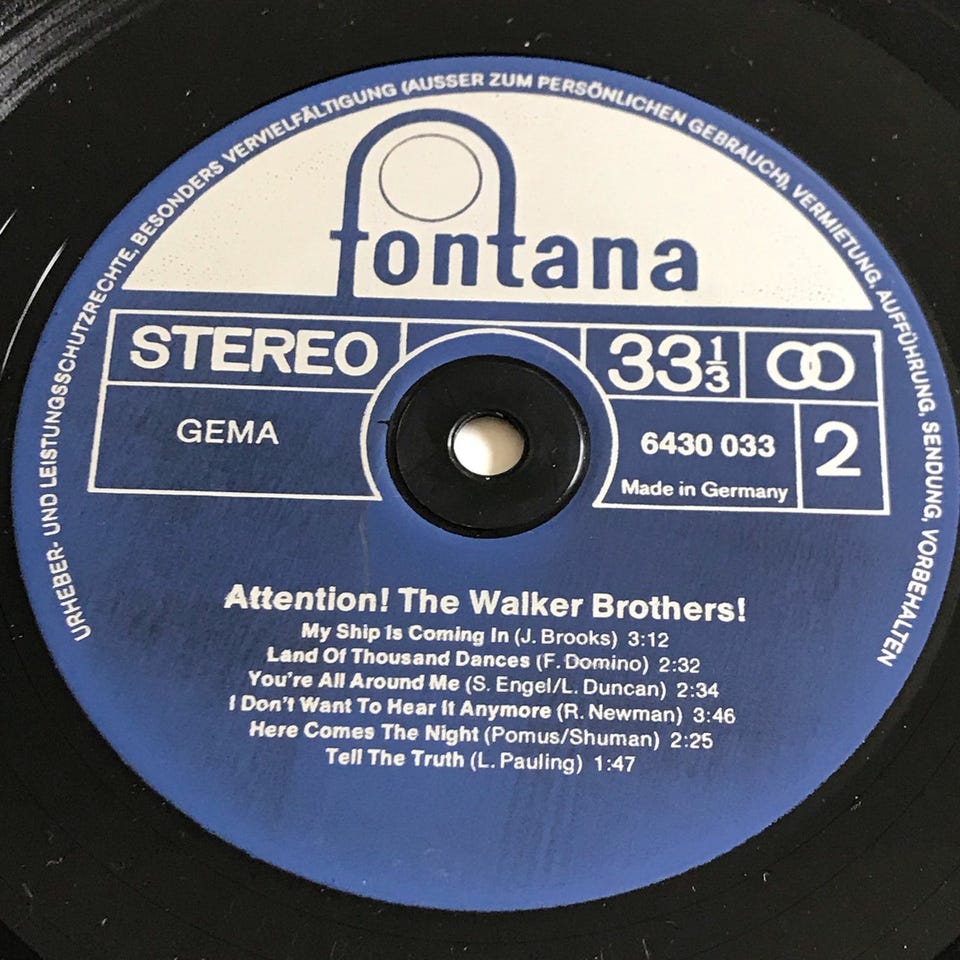 URHEBER- UND LEISTUNGSSCHUTZRECHTE, BESONDERS VERVIELFÄLTIGUNG (AUSSER ZUM PERSÖNLICHEN GEBRAUCH), VERMIETUNG, AUFFÜHRUNG, SENDUNG, VORBEHALTEN
fontana
STEREO
33 1/3
GEMA
6430 033
2
Made in Germany
Attention! The Walker Brothers!
My Ship Is Coming In (J. Brooks) 3:12
Land Of Thousand Dances (F. Domino) 2:32
You're All Around Me (S. Engel/L. Duncan) 2:34
I Don't Want To Hear It Anymore (R. Newman) 3:46
Here Comes The Night (Pomus/Shuman) 2:25
Tell The Truth (L. Pauling) 1:47